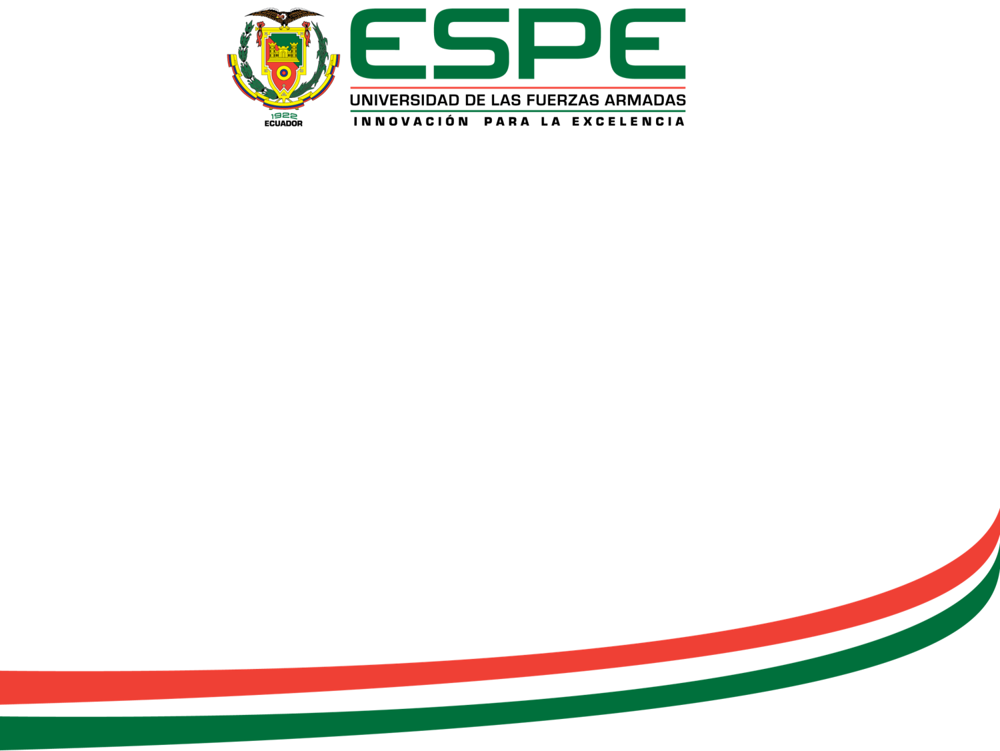 ESPE
UNIVERSIDAD DE LAS FUERZAS ARMADAS
INNOVACIÓN PARA LA EXCELENCIA
1922
ECUADOR